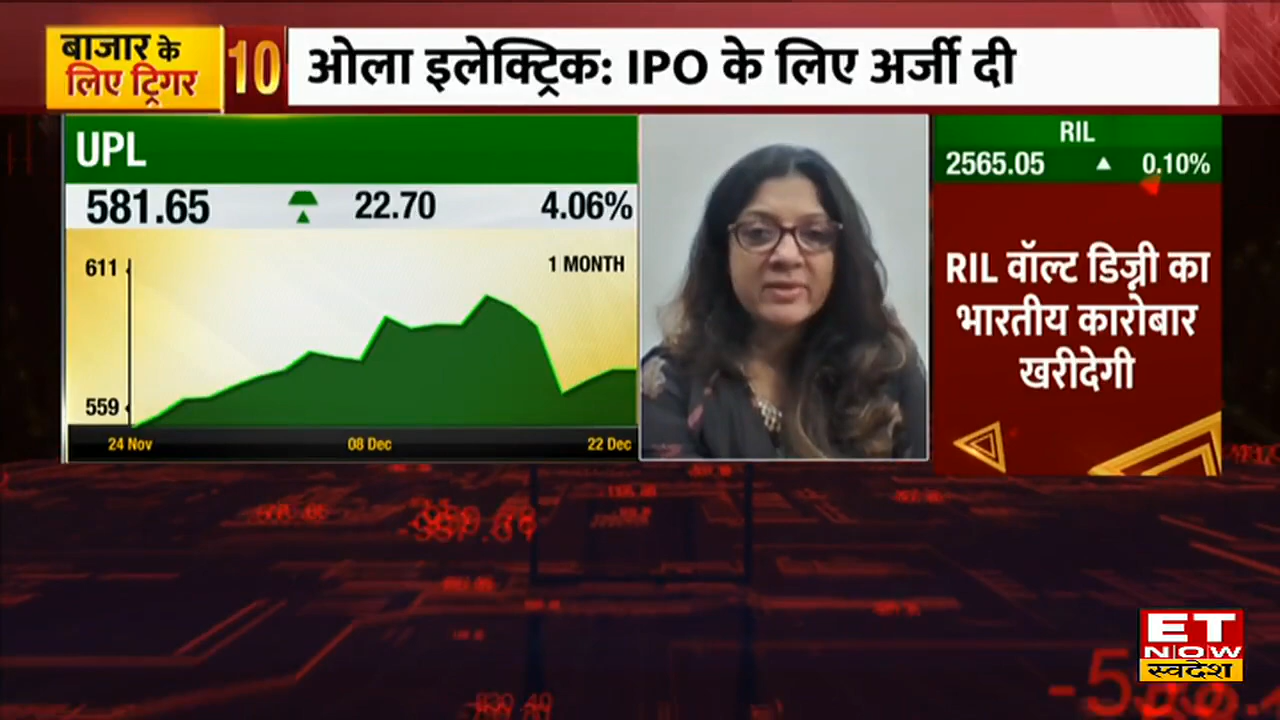 बाजार के
लिए ट्रिगर
10
ओला इलेक्ट्रिक: IPO के लिए अर्जी दी
UPL
581.65 22.70 4.06%
611
1 MONTH
559
24 Nov 08 Dec 22 Dec
RIL
2565.05 0.10%
RIL वॉल्ट डिज़्नी का
भारतीय कारोबार
खरीदेगी
ET
NOW
स्वदेश